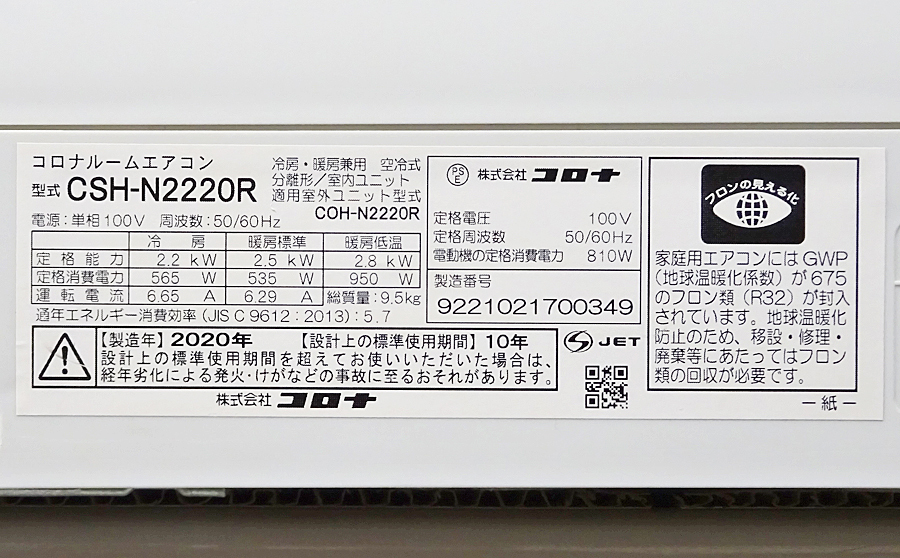 コロナルームエアコン
型式 CSH-N2220R
冷房・暖房兼用 空冷式
分離形/室内ユニット
適用室外ユニット型式
COH-N2220R
電源:単相100V 周波数:50/60Hz
冷 房 暖房標準 暖房低温
定格能力 2.2 kW 2.5 kW 2.8 kW
定格消費電力 565 W 535 W 950 W
運転電流 6.65 A 6.29 A 総質量:9.5kg
通年エネルギー消費効率 (JIS C 9612:2013):5.7
PS
E
株式会社 コロナ
定格電圧 100V
定格周波数 50/60Hz
電動機の定格消費電力 810W
製造番号
9221021700349
フロンの見える化
家庭用エアコンにはGWP
(地球温暖化係数)が675
のフロン類(R32)が封入
されています。地球温暖化
防止のため、移設・修理・
廃棄等にあたってはフロン
類の回収が必要です。
【製造年】2020年 【設計上の標準使用期間】10年
設計上の標準使用期間を超えてお使いいただいた場合は、
経年劣化による発火・けがなどの事故に至るおそれがあります。
S JET
株式会社 コロナ
-紙-